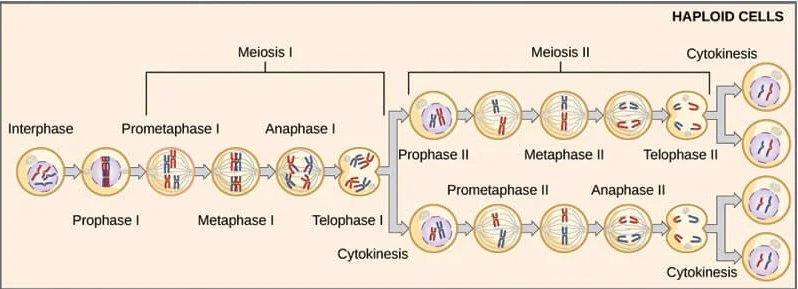 HAPLOID CELLS
Meiosis I
Meiosis II
Cytokinesis
Interphase
Prometaphase I
Anaphase I
Prophase II
Metaphase II
Telophase II
Prometaphase II
Anaphase II
Prophase I
Metaphase I
Telophase I
Cytokinesis
Cytokinesis